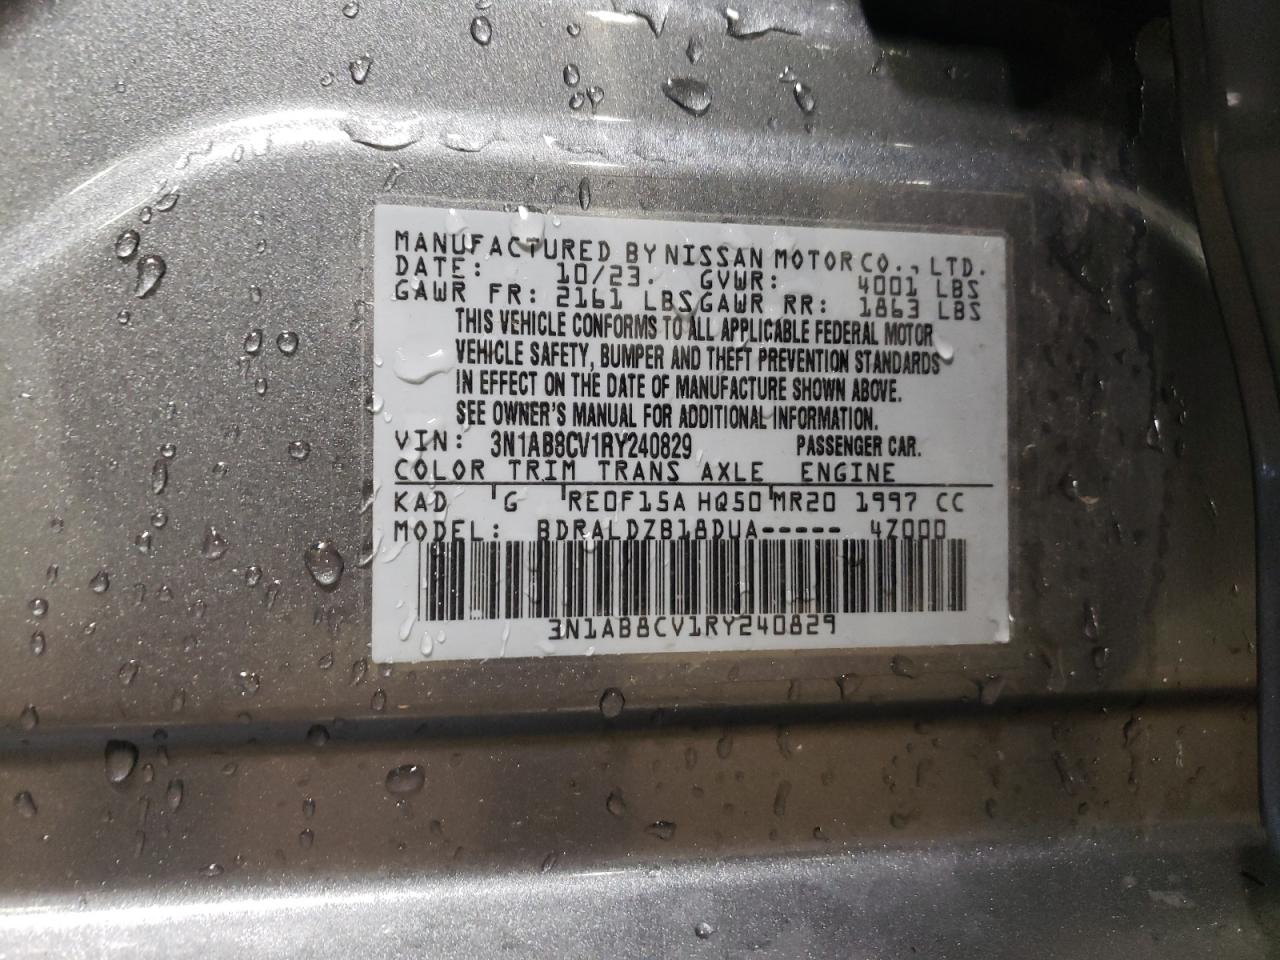 MANUFACTURED BY NISSAN MOTOR CO., LTD.
DATE: 10/23. GVWR: 4001 LBS
GAWR FR: 2161 LBS GAWR RR: 1863 LBS
THIS VEHICLE CONFORMS TO ALL APPLICABLE FEDERAL MOTOR
VEHICLE SAFETY, BUMPER AND THEFT PREVENTION STANDARDS
IN EFFECT ON THE DATE OF MANUFACTURE SHOWN ABOVE.
SEE OWNER'S MANUAL FOR ADDITIONAL INFORMATION.
VIN: 3N1AB8CV1RY240829 PASSENGER CAR.
COLOR TRIM TRANS AXLE ENGINE
KAD G RE0F15A HQ50 MR20 1997 CC
MODEL: BDRALDZB18DUA----- 4Z000
3N1AB8CV1RY240829